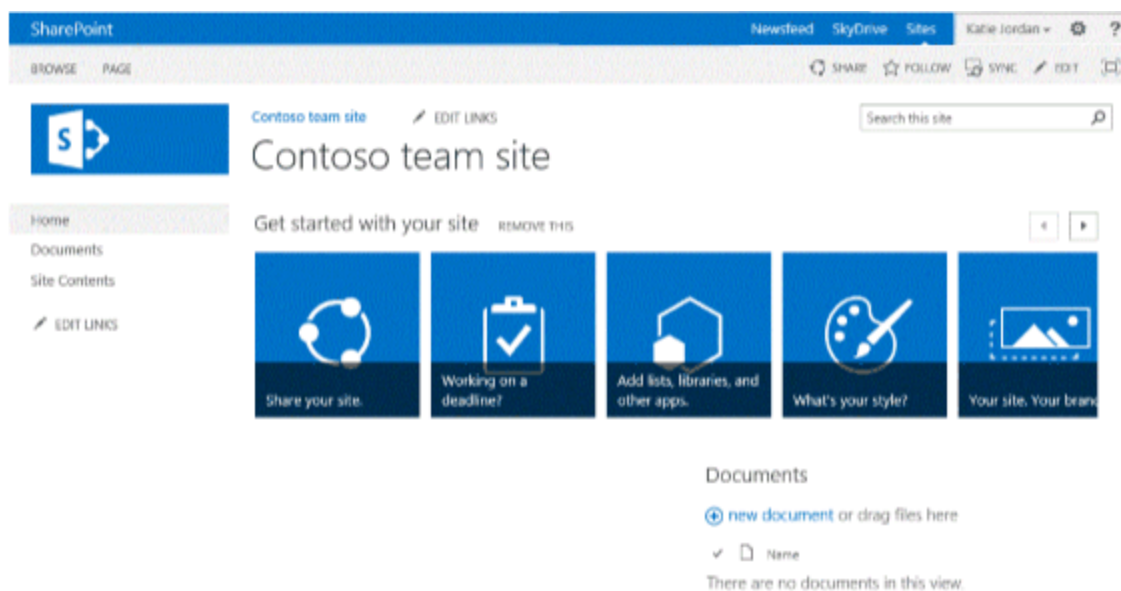 SharePoint Newsfeed SkyDrive Sites Katie Jordan ?
BROWSE PAGE SHARE FOLLOW SYNC EDIT
S
Contoso team site EDIT LINKS Search this site
Contoso team site
Home
Documents
Site Contents
EDIT LINKS
Get started with your site REMOVE THIS
Share your site.
Working on a
deadline?
Add lists, libraries, and
other apps.
What's your style?
Your site. Your brand
Documents
new document or drag files here
Name
There are no documents in this view.